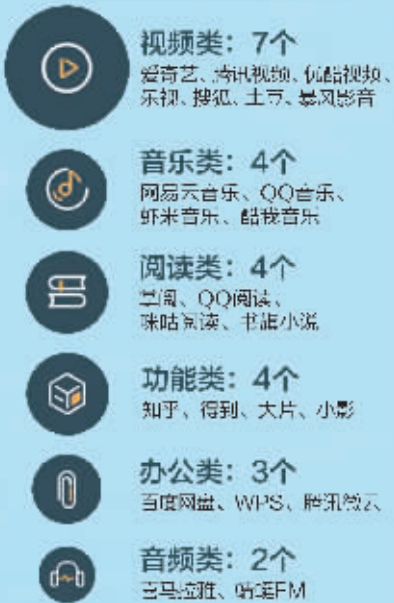 视频类：7个
爱奇艺、腾讯视频、优酷视频、
乐视、搜狐、土豆、暴风影音
音乐类：4个
网易云音乐、QQ音乐、
虾米音乐、酷我音乐
阅读类：4个
掌阅、QQ阅读、
咪咕阅读、书旗小说
功能类：4个
知乎、得到、大片、小影
办公类：3个
百度网盘、WPS、腾讯微云
音频类：2个
喜马拉雅、蜻蜓FM